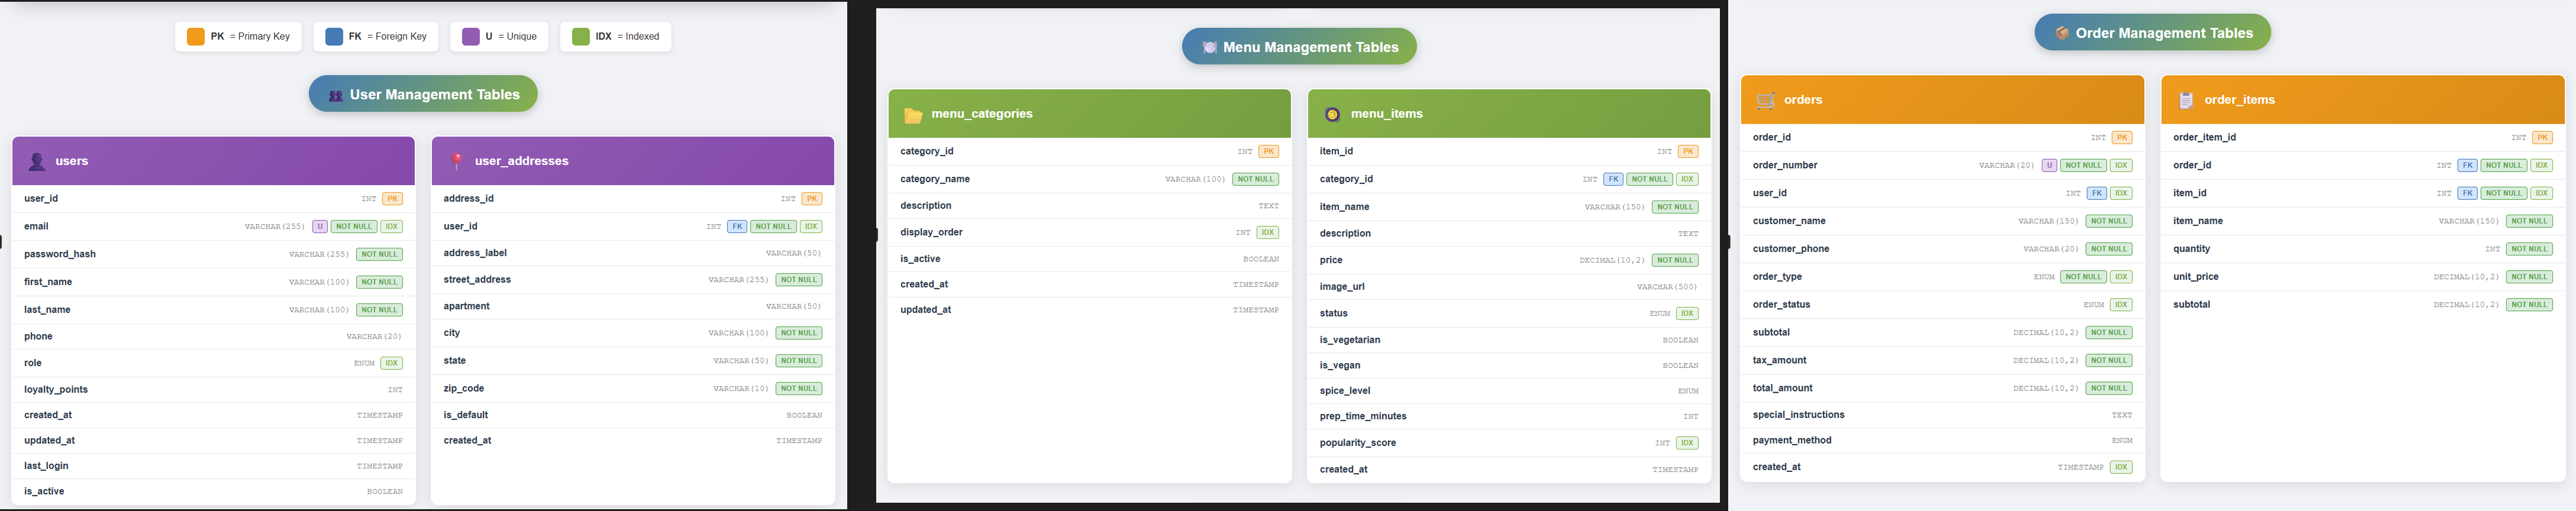 PK = Primary Key
FK = Foreign Key
U = Unique
IDX = Indexed
User Management Tables
users
user_id INT PK
email VARCHAR(255) U NOT NULL IDX
password_hash VARCHAR(255) NOT NULL
first_name VARCHAR(100) NOT NULL
last_name VARCHAR(100) NOT NULL
phone VARCHAR(20)
role ENUM IDX
loyalty_points INT
created_at TIMESTAMP
updated_at TIMESTAMP
last_login TIMESTAMP
is_active BOOLEAN
user_addresses
address_id INT PK
user_id INT FK NOT NULL IDX
address_label VARCHAR(50)
street_address VARCHAR(255) NOT NULL
apartment VARCHAR(50)
city VARCHAR(100) NOT NULL
state VARCHAR(50) NOT NULL
zip_code VARCHAR(10) NOT NULL
is_default BOOLEAN
created_at TIMESTAMP
Menu Management Tables
menu_categories
category_id INT PK
category_name VARCHAR(100) NOT NULL
description TEXT
display_order INT IDX
is_active BOOLEAN
created_at TIMESTAMP
updated_at TIMESTAMP
menu_items
item_id INT PK
category_id INT FK NOT NULL IDX
item_name VARCHAR(150) NOT NULL
description TEXT
price DECIMAL(10,2) NOT NULL
image_url VARCHAR(500)
status ENUM IDX
is_vegetarian BOOLEAN
is_vegan BOOLEAN
spice_level ENUM
prep_time_minutes INT
popularity_score INT IDX
created_at TIMESTAMP
Order Management Tables
orders
order_id INT PK
order_number VARCHAR(20) U NOT NULL IDX
user_id INT FK IDX
customer_name VARCHAR(150) NOT NULL
customer_phone VARCHAR(20) NOT NULL
order_type ENUM NOT NULL IDX
order_status ENUM IDX
subtotal DECIMAL(10,2) NOT NULL
tax_amount DECIMAL(10,2) NOT NULL
total_amount DECIMAL(10,2) NOT NULL
special_instructions TEXT
payment_method ENUM
created_at TIMESTAMP IDX
order_items
order_item_id INT PK
order_id INT FK NOT NULL IDX
item_id INT FK NOT NULL IDX
item_name VARCHAR(150) NOT NULL
quantity INT NOT NULL
unit_price DECIMAL(10,2) NOT NULL
subtotal DECIMAL(10,2) NOT NULL